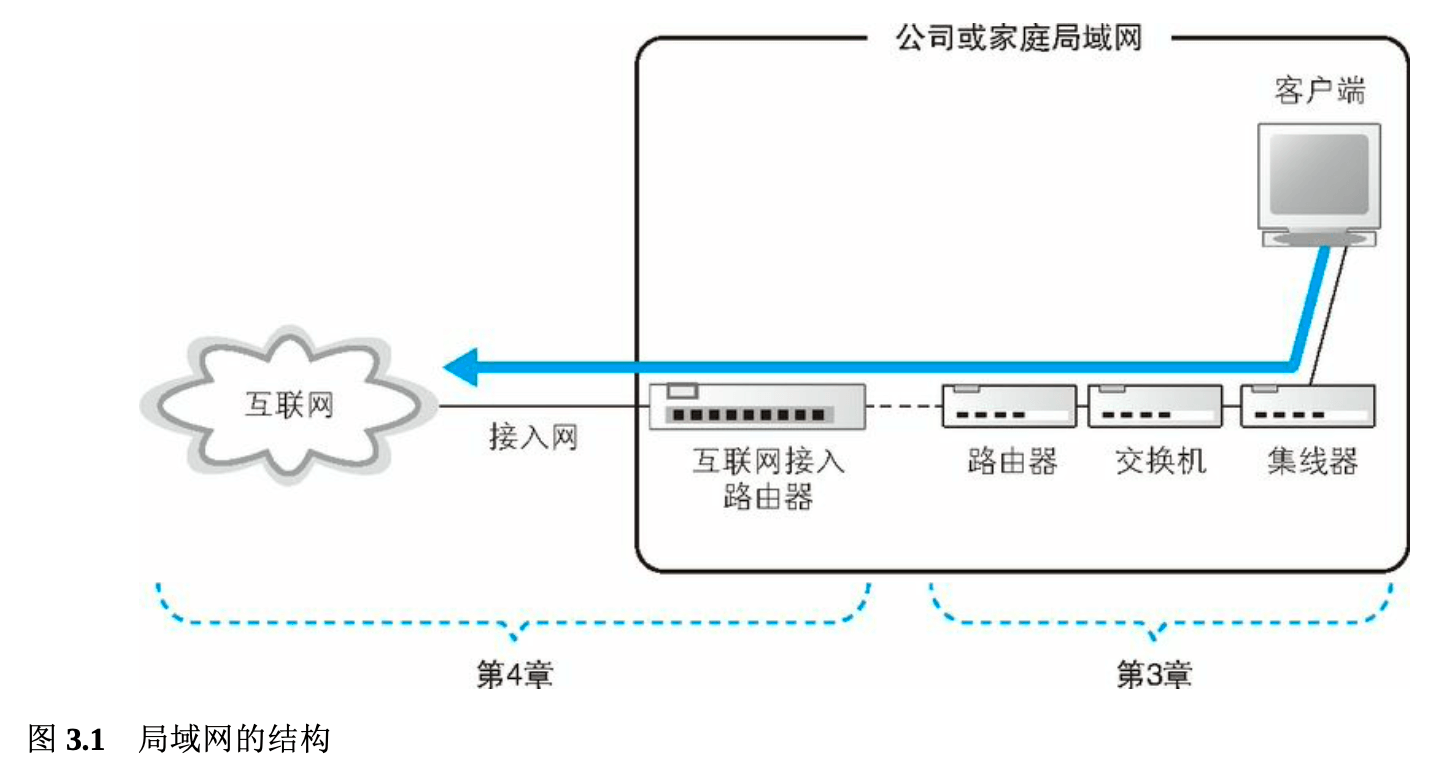 公司或家庭局域网
客户端
互联网
接入网
互联网接入
路由器
路由器
交换机
集线器
第4章
第3章
图 3.1 局域网的结构